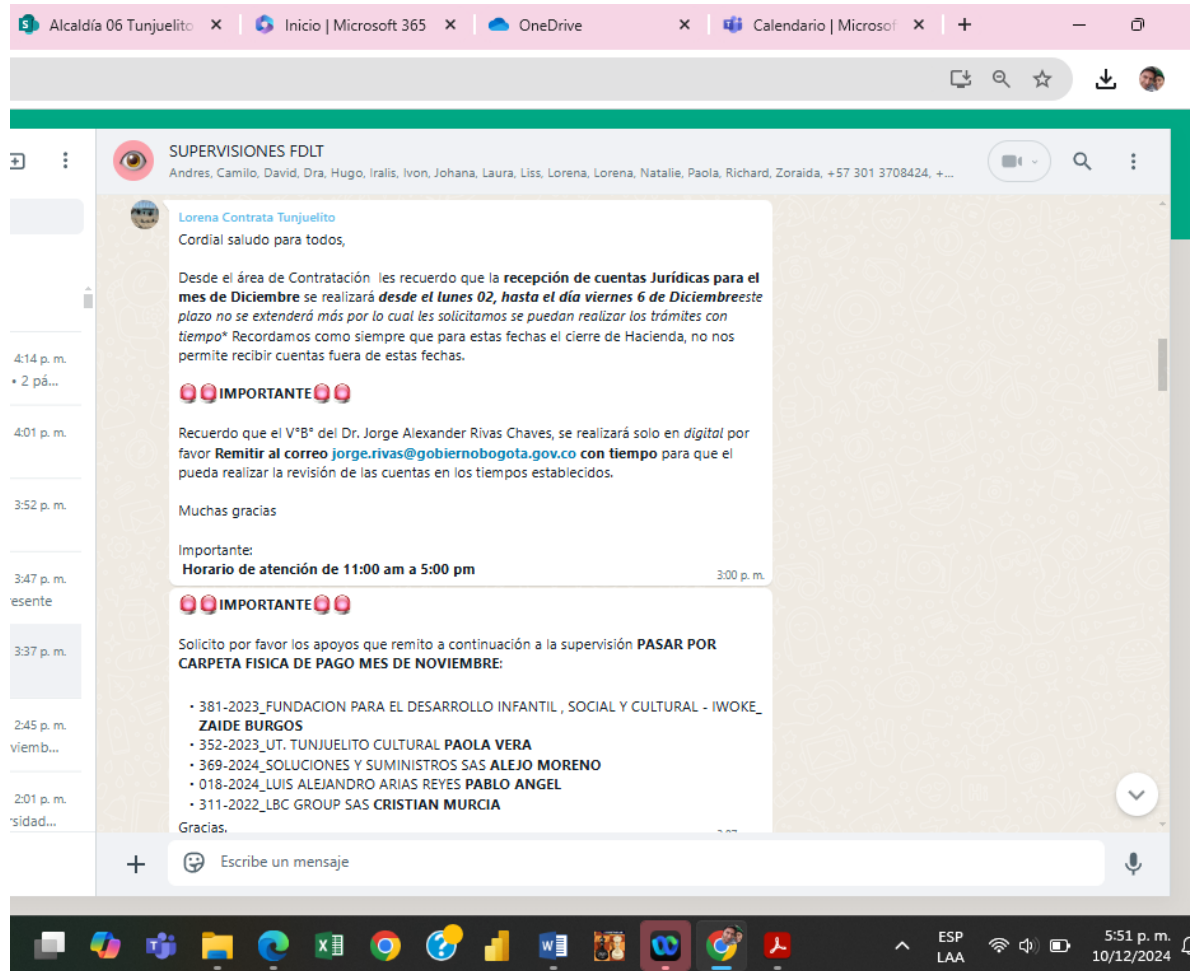 Alcaldía 06 Tunjuelito
Inicio | Microsoft 365
OneDrive
Calendario | Microsof
SUPERVISIONES FDLT
Andres, Camilo, David, Dra, Hugo, Iralis, Ivon, Johana, Laura, Liss, Lorena, Lorena, Natalie, Paola, Richard, Zoraida, +57 301 3708424, +...
Lorena Contrata Tunjuelito
Cordial saludo para todos,
Desde el área de Contratación les recuerdo que la recepción de cuentas Jurídicas para el
mes de Diciembre se realizará desde el lunes 02, hasta el día viernes 6 de Diciembreeste
plazo no se extenderá más por lo cual les solicitamos se puedan realizar los trámites con
tiempo* Recordamos como siempre que para estas fechas el cierre de Hacienda, no nos
permite recibir cuentas fuera de estas fechas.
IMPORTANTE
Recuerdo que el V°B° del Dr. Jorge Alexander Rivas Chaves, se realizará solo en digital por
favor Remitir al correo jorge.rivas@gobiernobogota.gov.co con tiempo para que el
pueda realizar la revisión de las cuentas en los tiempos establecidos.
Muchas gracias
Importante:
Horario de atención de 11:00 am a 5:00 pm
3:00 p. m.
IMPORTANTE
Solicito por favor los apoyos que remito a continuación a la supervisión PASAR POR
CARPETA FISICA DE PAGO MES DE NOVIEMBRE:
• 381-2023_FUNDACION PARA EL DESARROLLO INFANTIL , SOCIAL Y CULTURAL - IWOKE_
ZAIDE BURGOS
• 352-2023_UT. TUNJUELITO CULTURAL PAOLA VERA
• 369-2024_SOLUCIONES Y SUMINISTROS SAS ALEJO MORENO
• 018-2024_LUIS ALEJANDRO ARIAS REYES PABLO ANGEL
• 311-2022_LBC GROUP SAS CRISTIAN MURCIA
Gracias.
4:14 p. m.
• 2 pá...
4:01 p. m.
3:52 p. m.
3:47 p. m.
esente
3:37 p. m.
2:45 p. m.
viemb...
2:01 p. m.
rsidad...
Escribe un mensaje
ESP
LAA
5:51 p. m.
10/12/2024